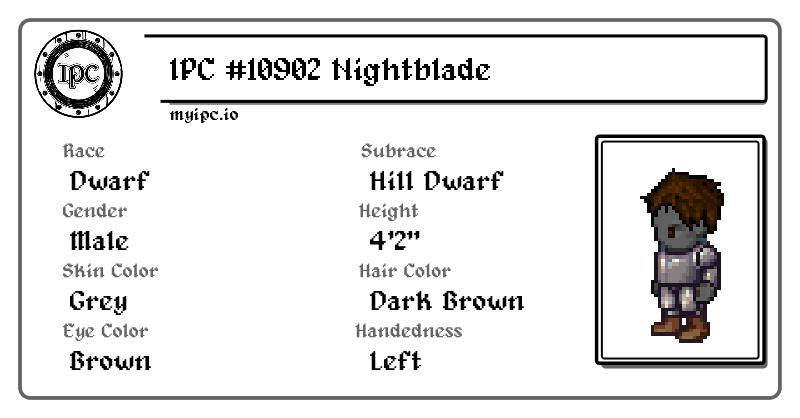 IPC
IPC #10902 Nightblade
myipc.io
Race
Dwarf
Subrace
Hill Dwarf
Gender
Male
Height
4'2"
Skin Color
Grey
Hair Color
Dark Brown
Eye Color
Brown
Handedness
Left